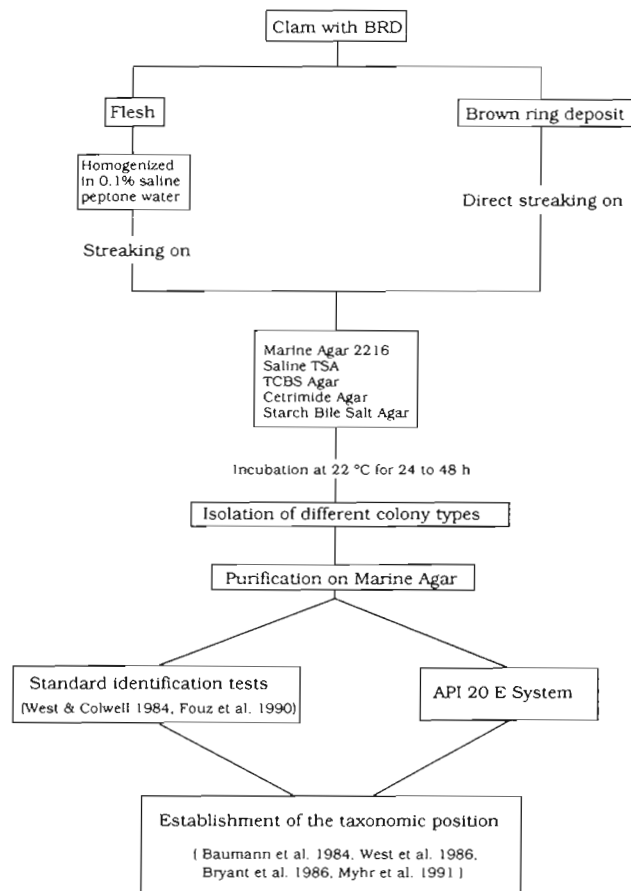 Clam with BRD
Flesh
Brown ring deposit
Homogenized
in 0.1% saline
peptone water
Direct streaking on
Streaking on
Marine Agar 2216
Saline TSA
TCBS Agar
Cetrimide Agar
Starch Bile Salt Agar
Incubation at 22 °C for 24 to 48 h
Isolation of different colony types
Purification on Marine Agar
Standard identification tests
(West & Colwell 1984, Fouz et al. 1990)
API 20 E System
Establishment of the taxonomic position
( Baumann et al. 1984, West et al. 1986,
Bryant et al. 1986, Myhr et al. 1991 )